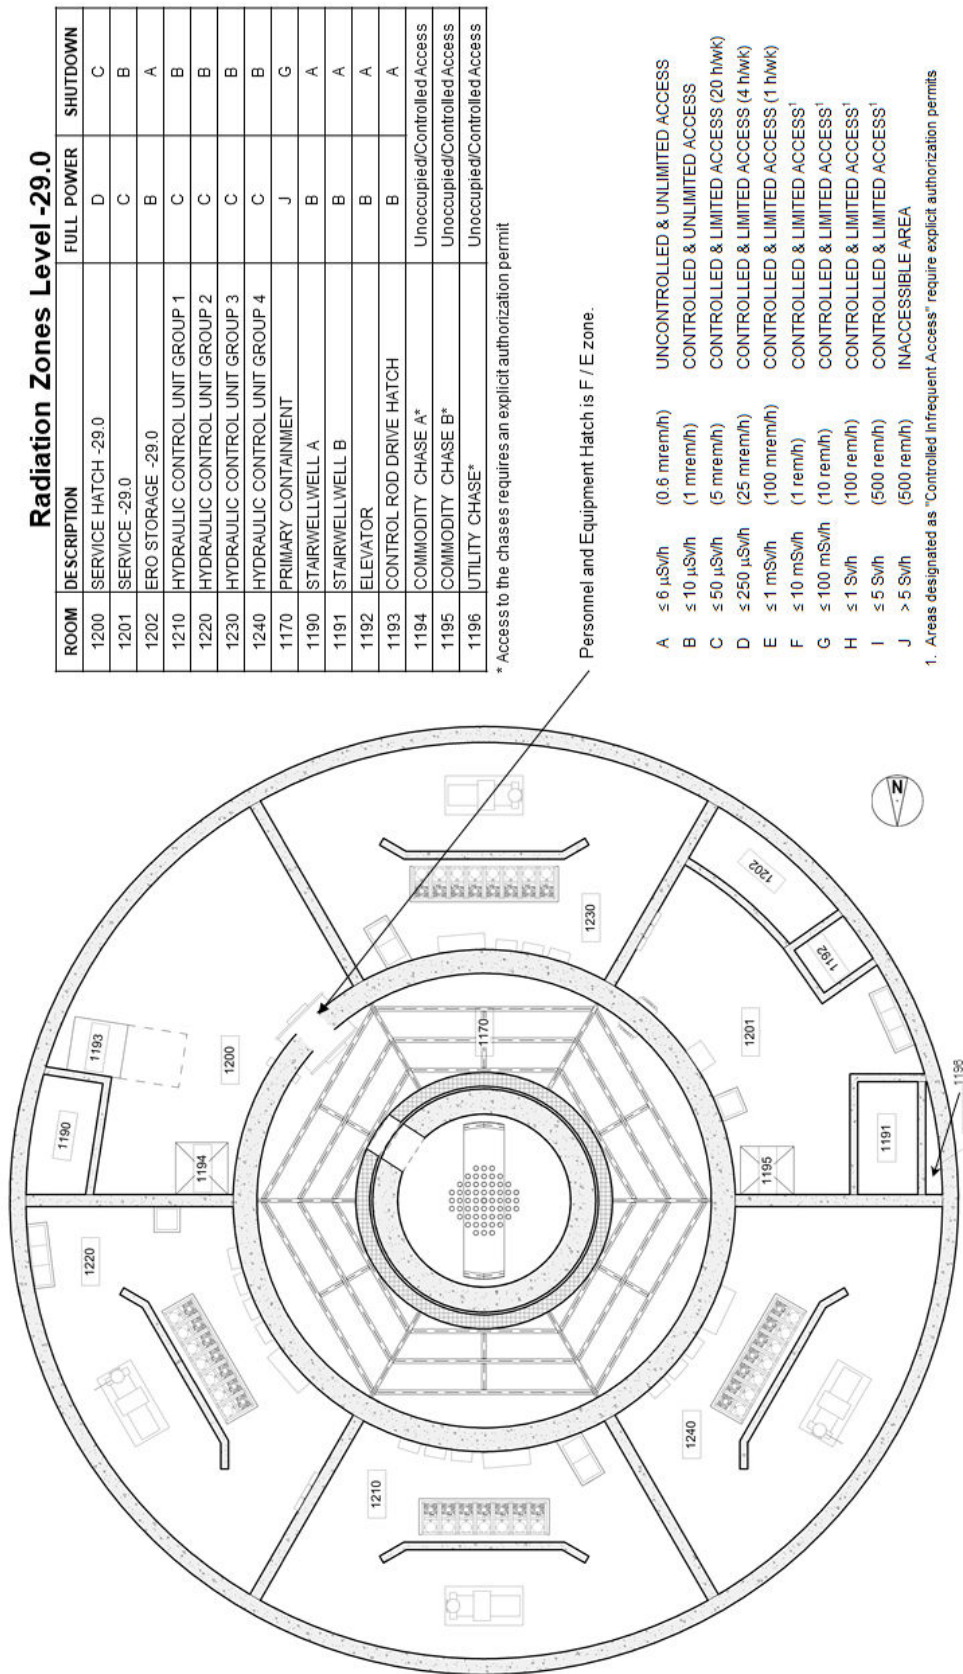 Radiation Zones Level -29.0
ROOM DESCRIPTION FULL POWER SHUTDOWN
1200 SERVICE HATCH -29.0 D C
1201 SERVICE -29.0 C B
1202 ERO STORAGE -29.0 B A
1210 HYDRAULIC CONTROL UNIT GROUP 1 C B
1220 HYDRAULIC CONTROL UNIT GROUP 2 C B
1230 HYDRAULIC CONTROL UNIT GROUP 3 C B
1240 HYDRAULIC CONTROL UNIT GROUP 4 C B
1170 PRIMARY CONTAINMENT J G
1190 STAIRWELLWELL A B A
1191 STAIRWELLWELL B B A
1192 ELEVATOR B A
1193 CONTROL ROD DRIVE HATCH B A
1194 COMMODITY CHASE A* Unoccupied/Controlled Access
1195 COMMODITY CHASE B* Unoccupied/Controlled Access
1196 UTILITY CHASE* Unoccupied/Controlled Access
* Access to the chases requires an explicit authorization permit
Personnel and Equipment Hatch is F / E zone.
A ≤ 6 µSv/h (0.6 mrem/h) UNCONTROLLED & UNLIMITED ACCESS
B ≤ 10 µSv/h (1 mrem/h) CONTROLLED & UNLIMITED ACCESS
C ≤ 50 µSv/h (5 mrem/h) CONTROLLED & LIMITED ACCESS (20 h/wk)
D ≤ 250 µSv/h (25 mrem/h) CONTROLLED & LIMITED ACCESS (4 h/wk)
E ≤ 1 mSv/h (100 mrem/h) CONTROLLED & LIMITED ACCESS (1 h/wk)
F ≤ 10 mSv/h (1 rem/h) CONTROLLED & LIMITED ACCESS¹
G ≤ 100 mSv/h (10 rem/h) CONTROLLED & LIMITED ACCESS¹
H ≤ 1 Sv/h (100 rem/h) CONTROLLED & LIMITED ACCESS¹
I ≤ 5 Sv/h (500 rem/h) CONTROLLED & LIMITED ACCESS¹
J > 5 Sv/h (500 rem/h) INACCESSIBLE AREA
1. Areas designated as "Controlled Infrequent Access" require explicit authorization permits
1190
1193
1194
1200
1220
1170
1230
1210
1202
1192
1201
1195
1191
1240
1196
N